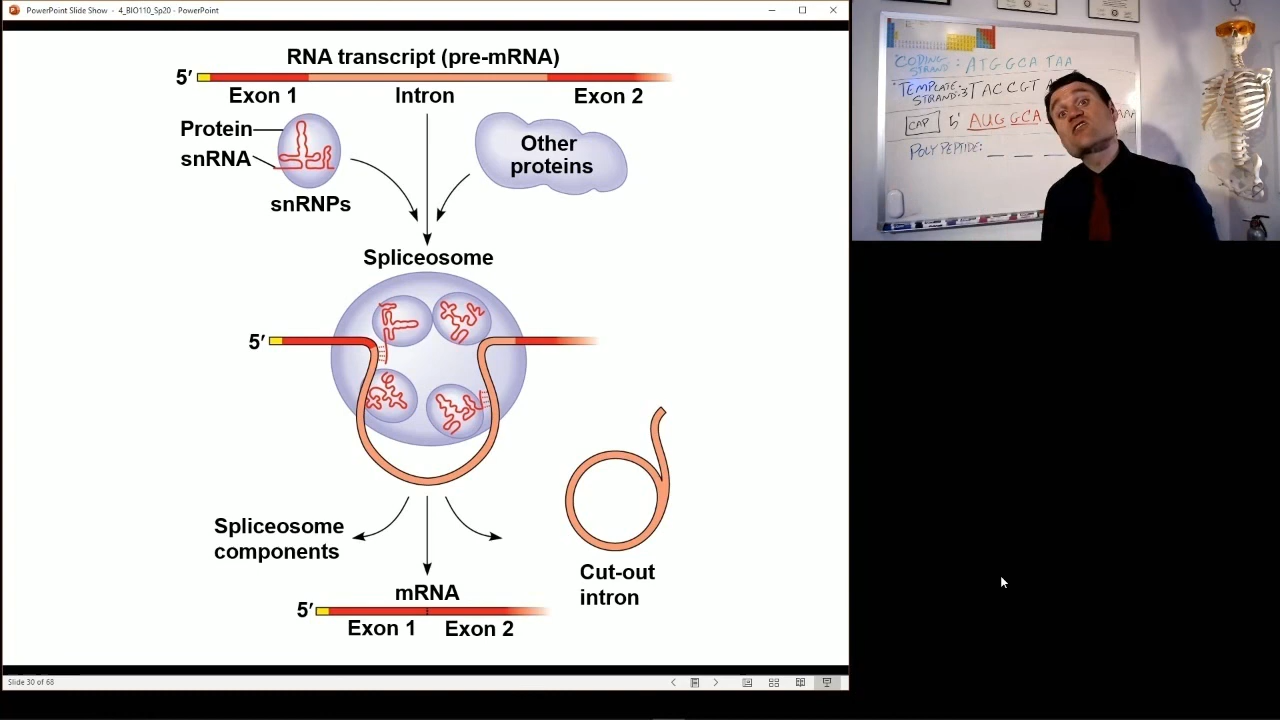 PowerPoint Slide Show - 4_BIO110_Sp20 - PowerPoint
RNA transcript (pre-mRNA)
5′
Exon 1
Intron
Exon 2
Protein
snRNA
snRNPs
Other
proteins
Spliceosome
5′
Spliceosome
components
Cut-out
intron
mRNA
5′
Exon 1
Exon 2
Slide 30 of 68
CODING
STRAND: ATG GCA TAA
TEMPLATE
STRAND: 3' TAC CGT A
CAP 5' AUG GCA
POLYPEPTIDE: _ _ _